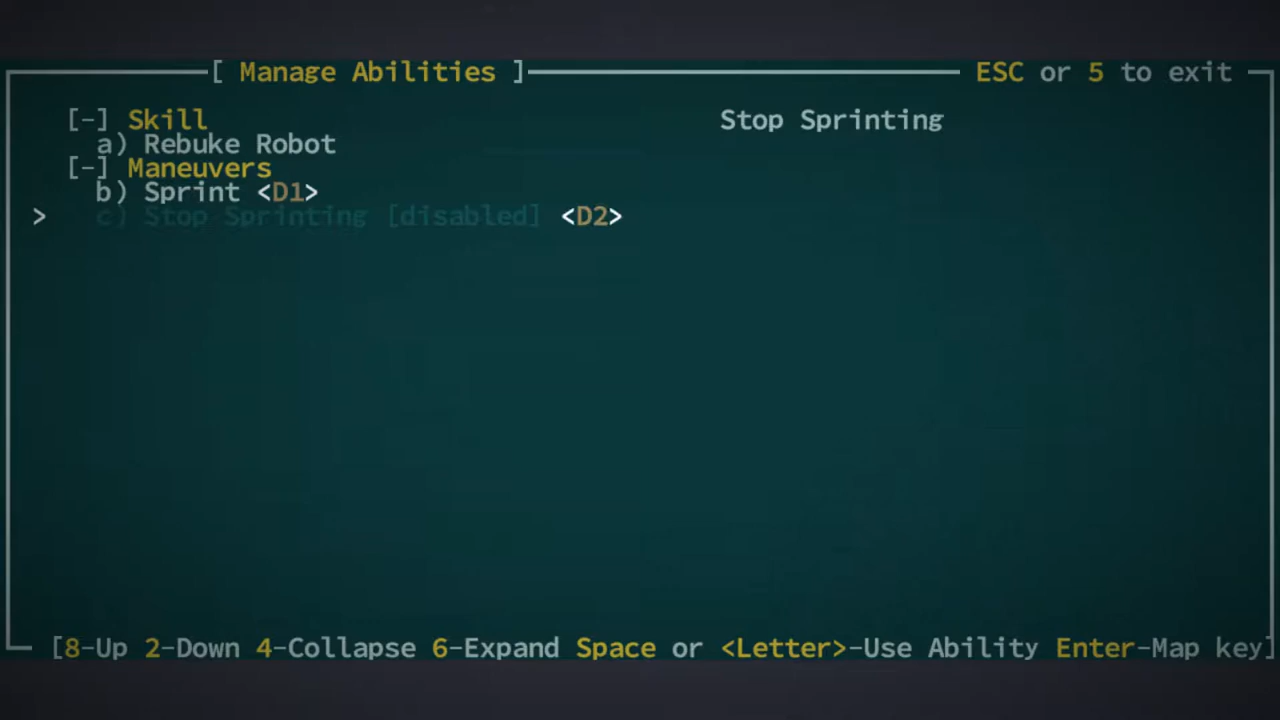 [ Manage Abilities ] ESC or 5 to exit
[-] Skill Stop Sprinting
a) Rebuke Robot
[-] Maneuvers
b) Sprint <D1>
> c) Stop Sprinting [disabled] <D2>
[8-Up 2-Down 4-Collapse 6-Expand Space or <Letter>-Use Ability Enter-Map key]